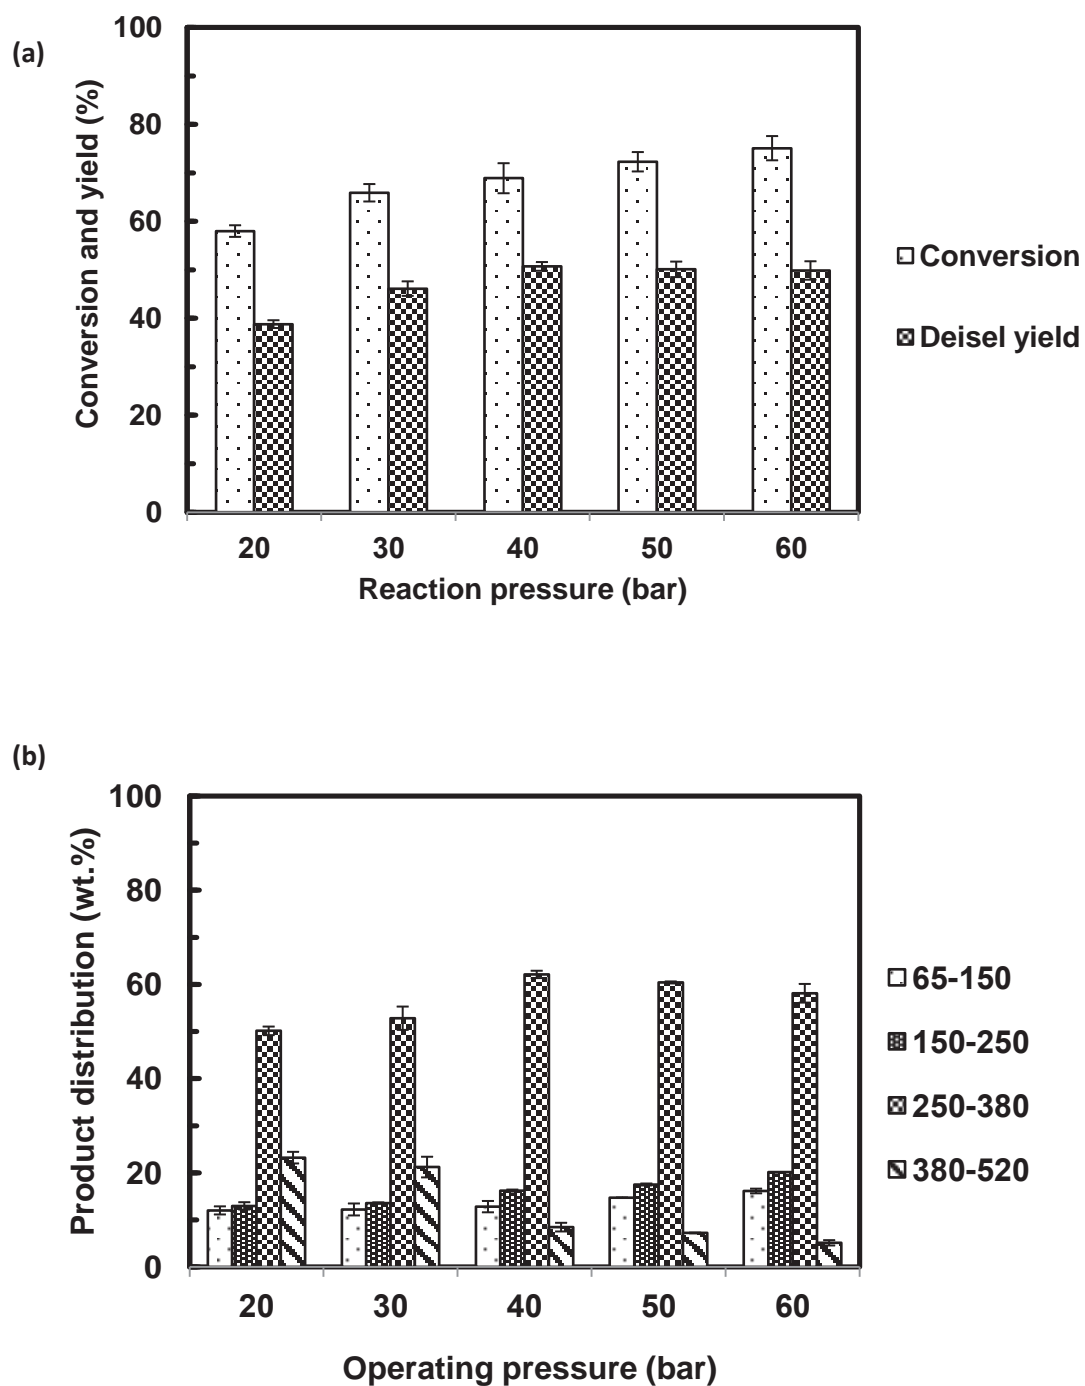 (a)
100
80
60
40
20
0
Conversion and yield (%)
20 30 40 50 60
Reaction pressure (bar)
Conversion
Deisel yield
(b)
100
80
60
40
20
0
Product distribution (wt.%)
20 30 40 50 60
Operating pressure (bar)
65-150
150-250
250-380
380-520